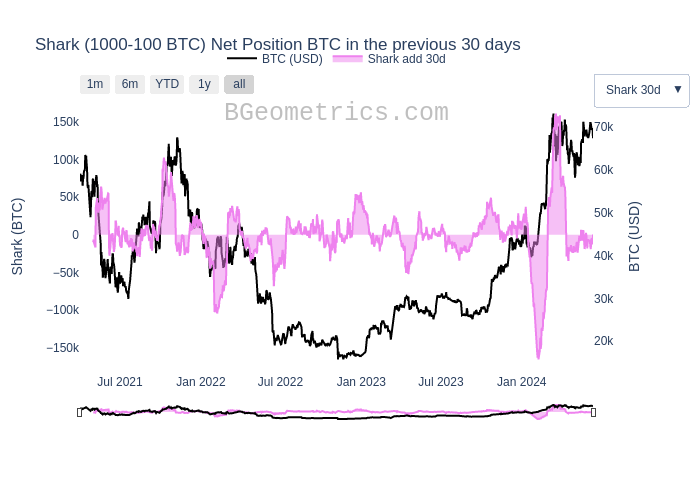 Shark (1000-100 BTC) Net Position BTC in the previous 30 days
BTC (USD) Shark add 30d
1m 6m YTD 1y all
Shark 30d ▼
BGeometrics.com
150k
100k
50k
0
−50k
−100k
−150k
Shark (BTC)
70k
60k
50k
40k
30k
20k
BTC (USD)
Jul 2021 Jan 2022 Jul 2022 Jan 2023 Jul 2023 Jan 2024